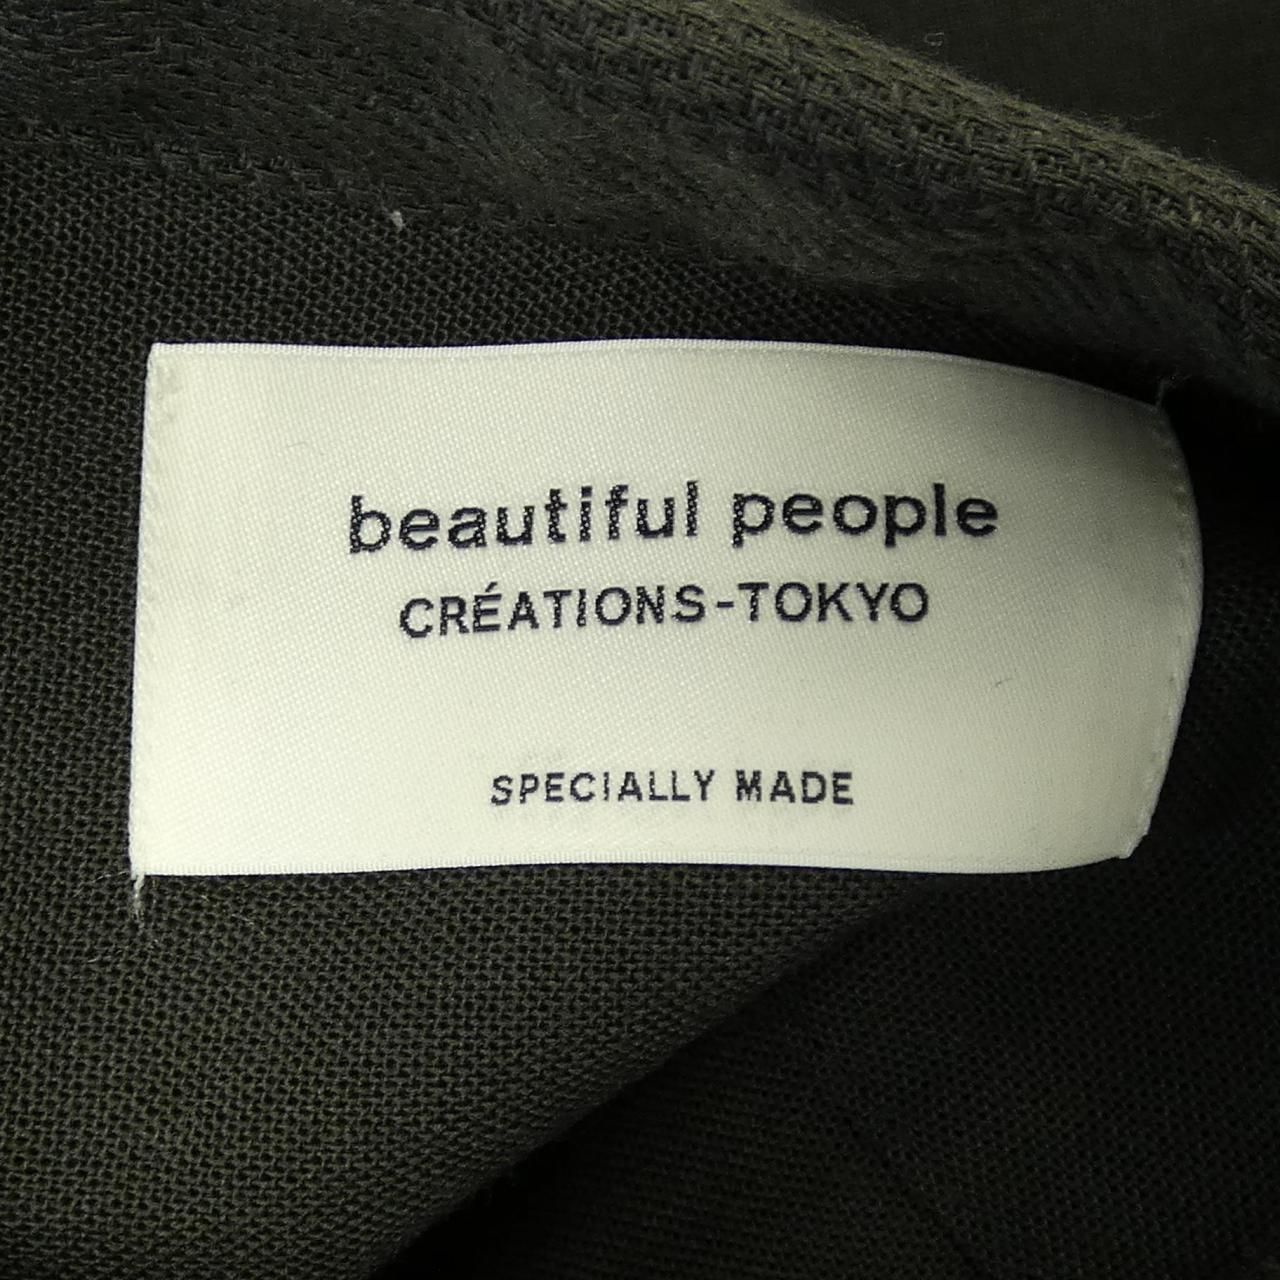 beautiful people
CRÉATIONS-TOKYO
SPECIALLY MADE